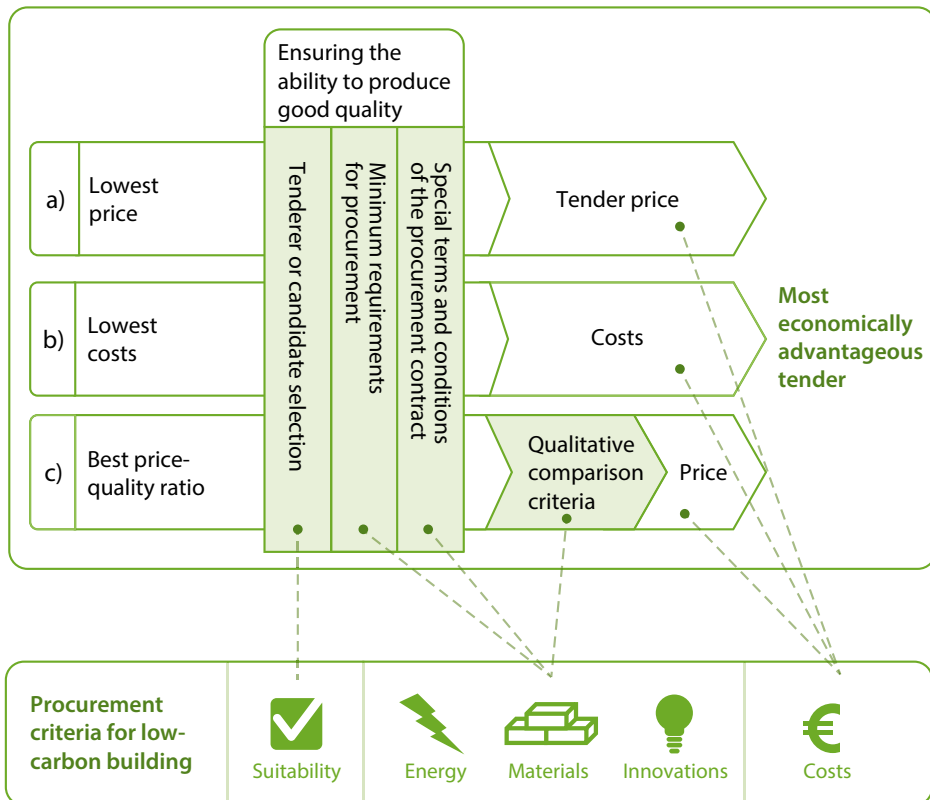 Ensuring the
ability to produce
good quality
Tenderer or candidate selection
Minimum requirements
for procurement
Special terms and conditions
of the procurement contract
a)
Lowest
price
Tender price
b)
Lowest
costs
Costs
Most
economically
advantageous
tender
c)
Best price-
quality ratio
Qualitative
comparison
criteria
Price
Procurement
criteria for low-
carbon building
Suitability
Energy
Materials
Innovations
€
Costs